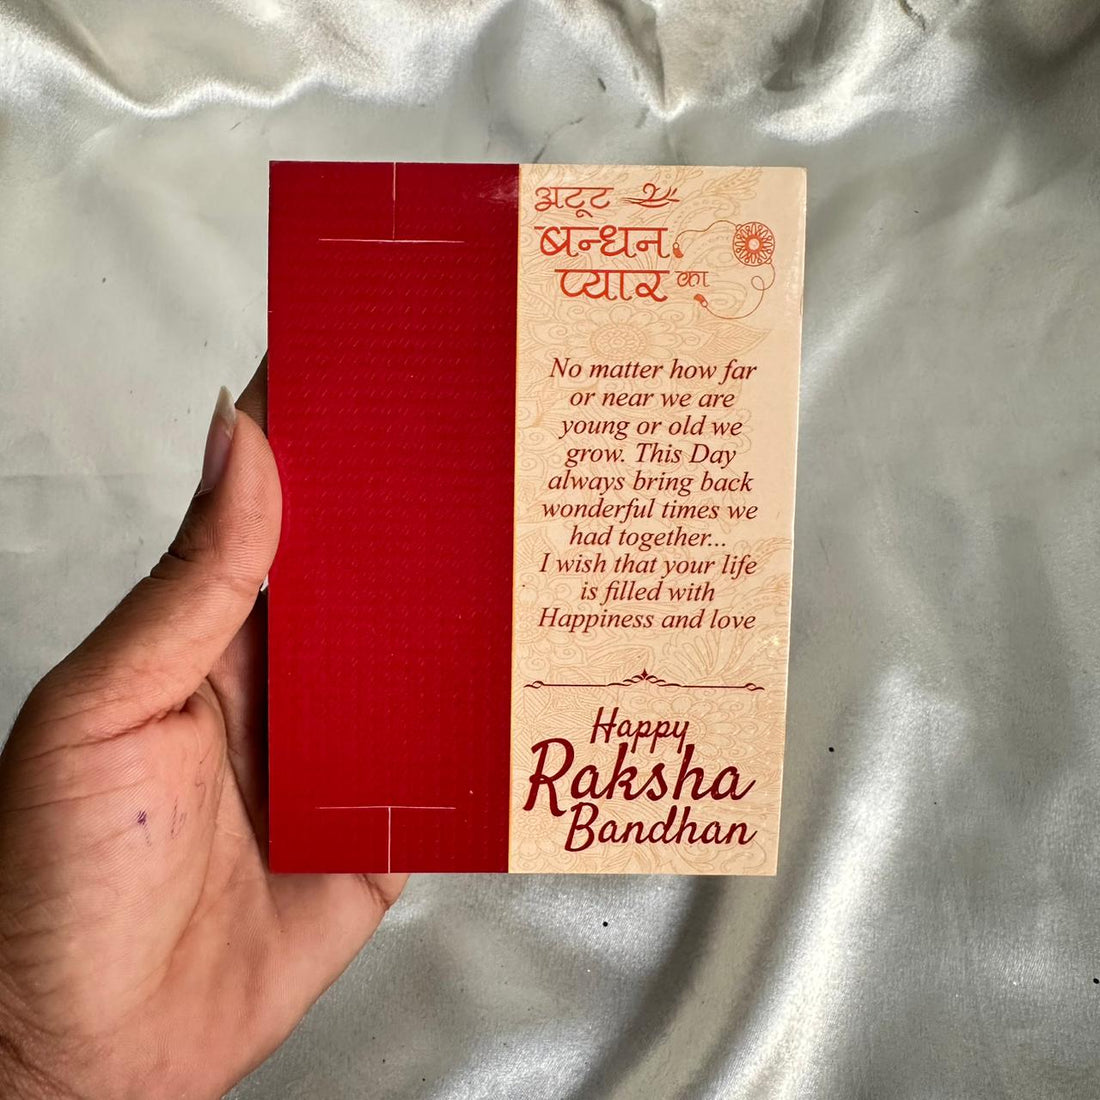 अटूट
बन्धन
प्यार का
No matter how far
or near we are
young or old we
grow. This Day
always bring back
wonderful times we
had together...
I wish that your life
is filled with
Happiness and love
Happy
Raksha
Bandhan